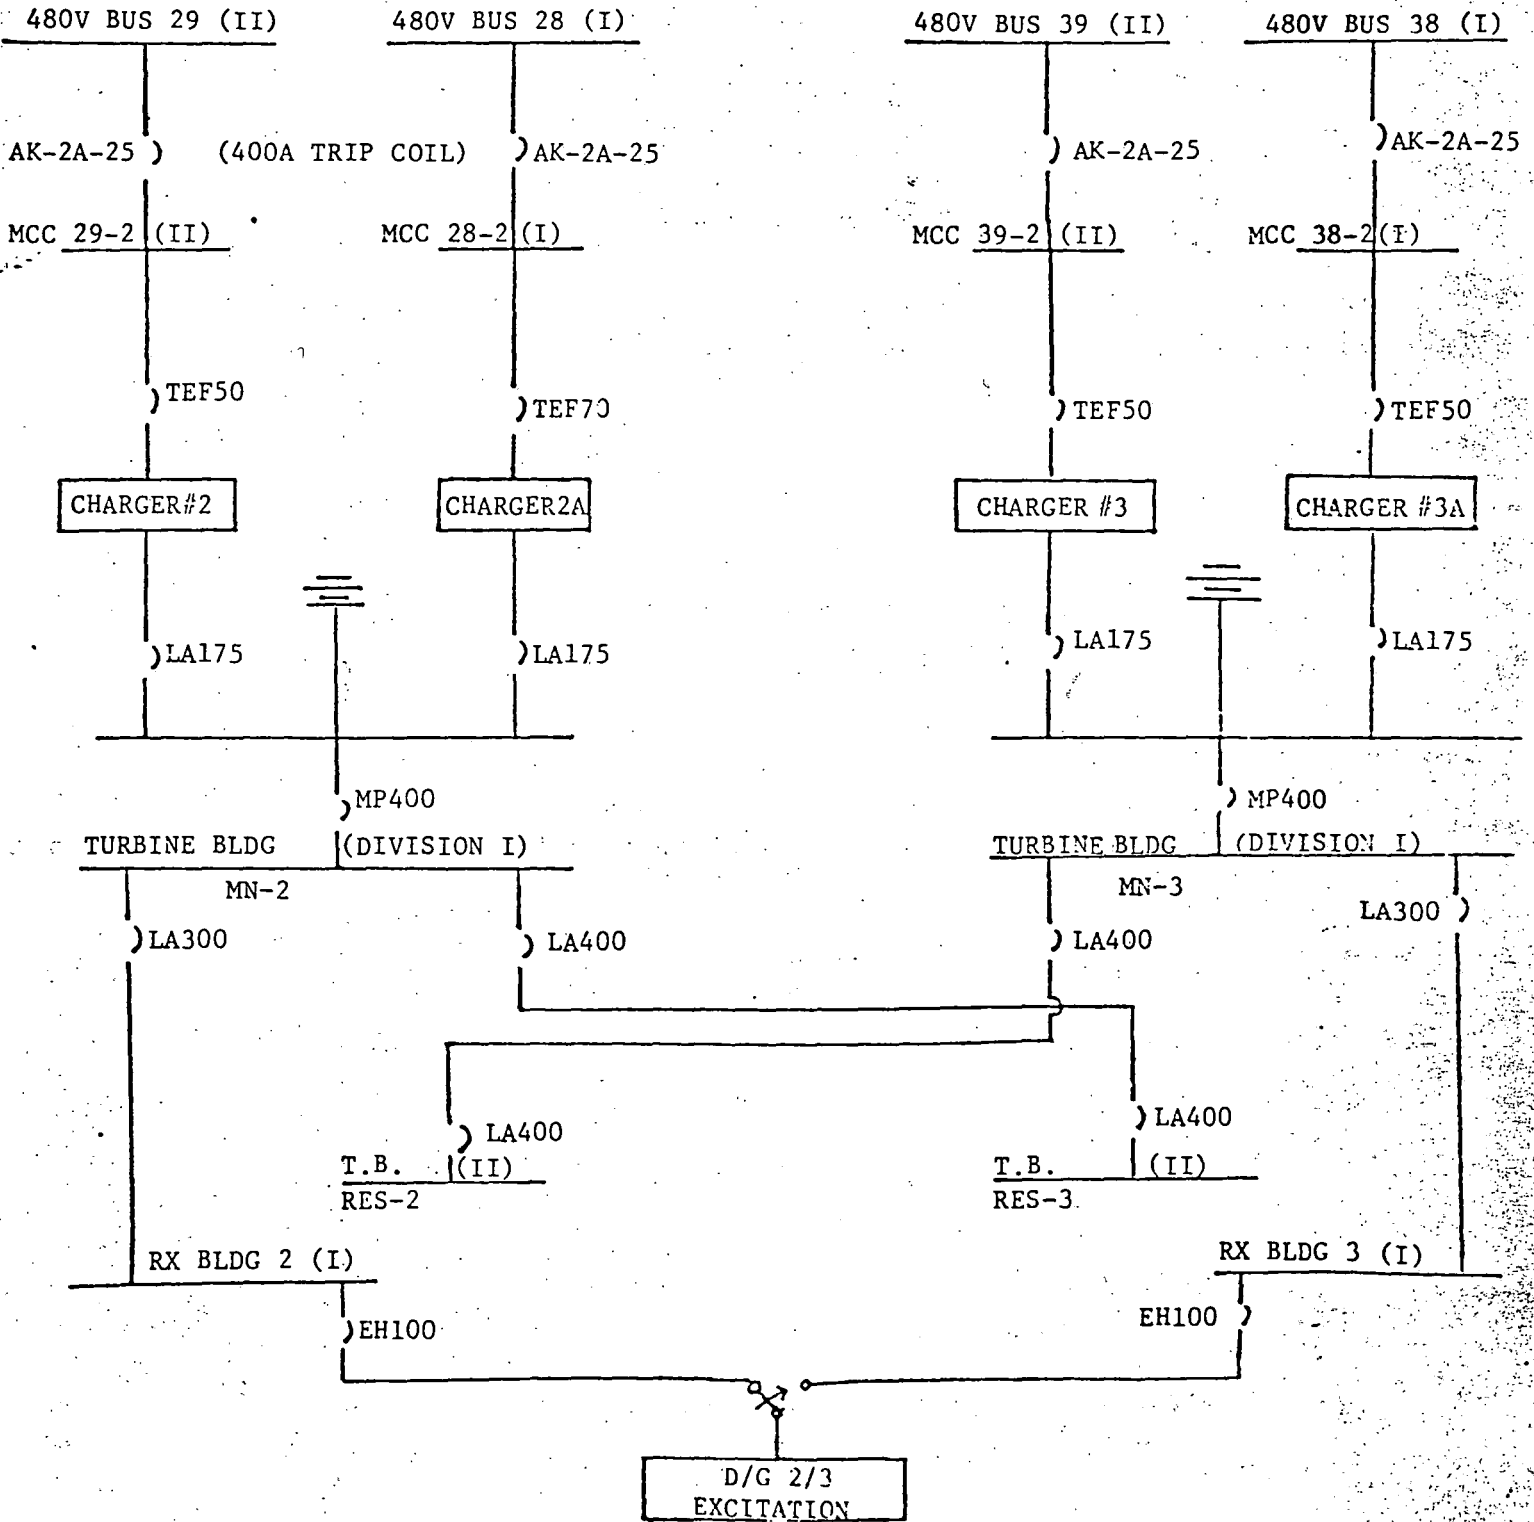 480V BUS 29 (II)
480V BUS 28 (I)
480V BUS 39 (II)
480V BUS 38 (I)
AK-2A-25
(400A TRIP COIL)
AK-2A-25
AK-2A-25
AK-2A-25
MCC 29-2 (II)
MCC 28-2 (I)
MCC 39-2 (II)
MCC 38-2 (I)
TEF50
TEF70
TEF50
TEF50
CHARGER#2
CHARGER2A
CHARGER #3
CHARGER #3A
LA175
LA175
LA175
LA175
MP400
MP400
TURBINE BLDG (DIVISION I)
MN-2
TURBINE BLDG (DIVISION I)
MN-3
LA300
LA400
LA400
LA300
LA400
LA400
T.B. (II)
RES-2
T.B. (II)
RES-3
RX BLDG 2 (I)
RX BLDG 3 (I)
EH100
EH100
D/G 2/3
EXCITATION